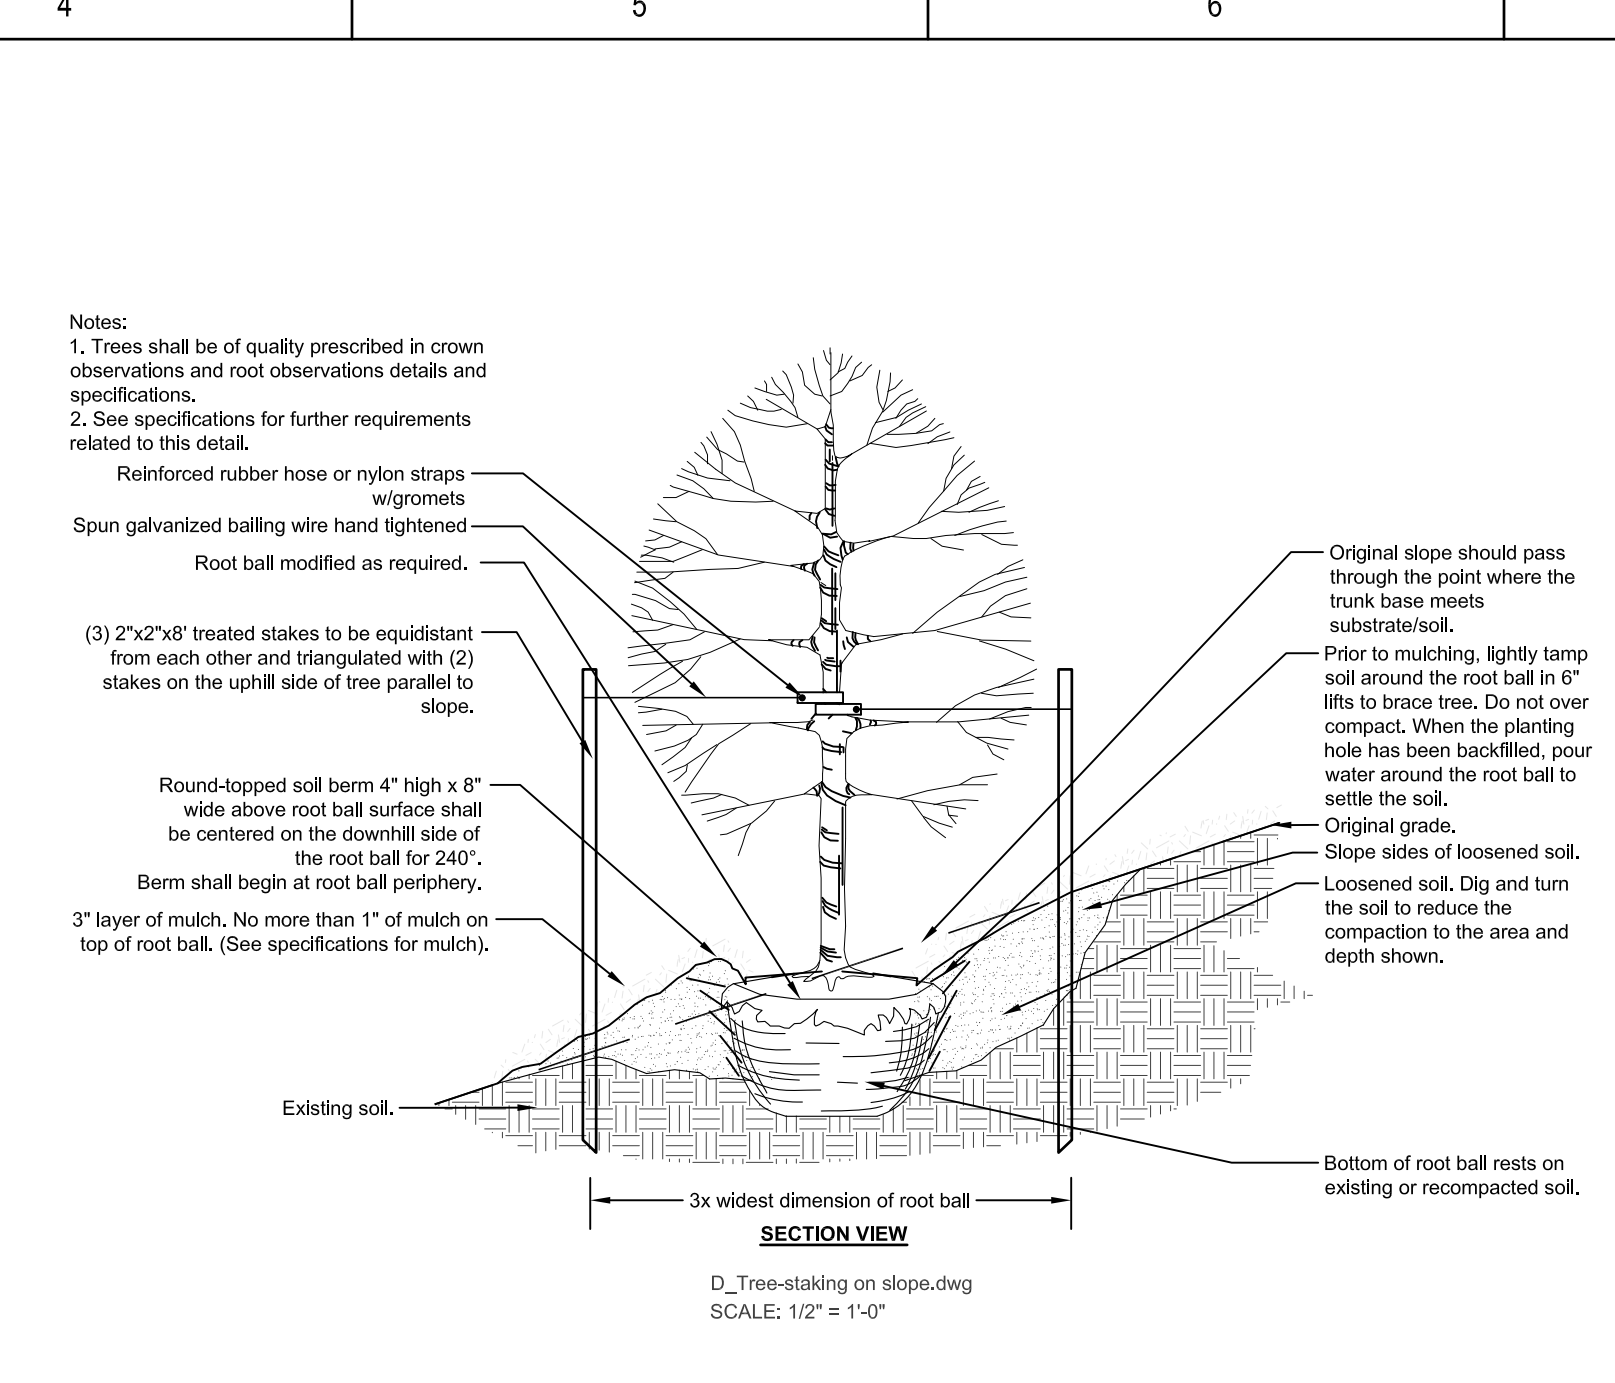 4
5
6
Notes:
1. Trees shall be of quality prescribed in crown
observations and root observations details and
specifications.
2. See specifications for further requirements
related to this detail.
Reinforced rubber hose or nylon straps
w/gromets
Spun galvanized bailing wire hand tightened
Root ball modified as required.
(3) 2"x2"x8' treated stakes to be equidistant
from each other and triangulated with (2)
stakes on the uphill side of tree parallel to
slope.
Round-topped soil berm 4" high x 8"
wide above root ball surface shall
be centered on the downhill side of
the root ball for 240°.
Berm shall begin at root ball periphery.
3" layer of mulch. No more than 1" of mulch on
top of root ball. (See specifications for mulch).
Existing soil.
Original slope should pass
through the point where the
trunk base meets
substrate/soil.
Prior to mulching, lightly tamp
soil around the root ball in 6"
lifts to brace tree. Do not over
compact. When the planting
hole has been backfilled, pour
water around the root ball to
settle the soil.
Original grade.
Slope sides of loosened soil.
Loosened soil. Dig and turn
the soil to reduce the
compaction to the area and
depth shown.
Bottom of root ball rests on
existing or recompacted soil.
3x widest dimension of root ball
SECTION VIEW
D_Tree-staking on slope.dwg
SCALE: 1/2" = 1'-0"